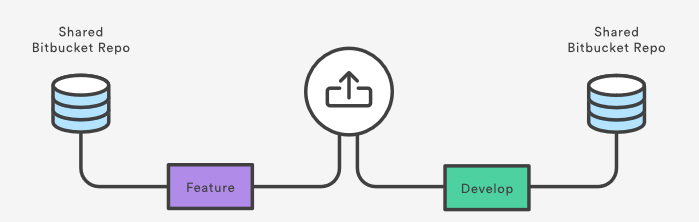 Shared
Bitbucket Repo
Shared
Bitbucket Repo
Feature
Develop